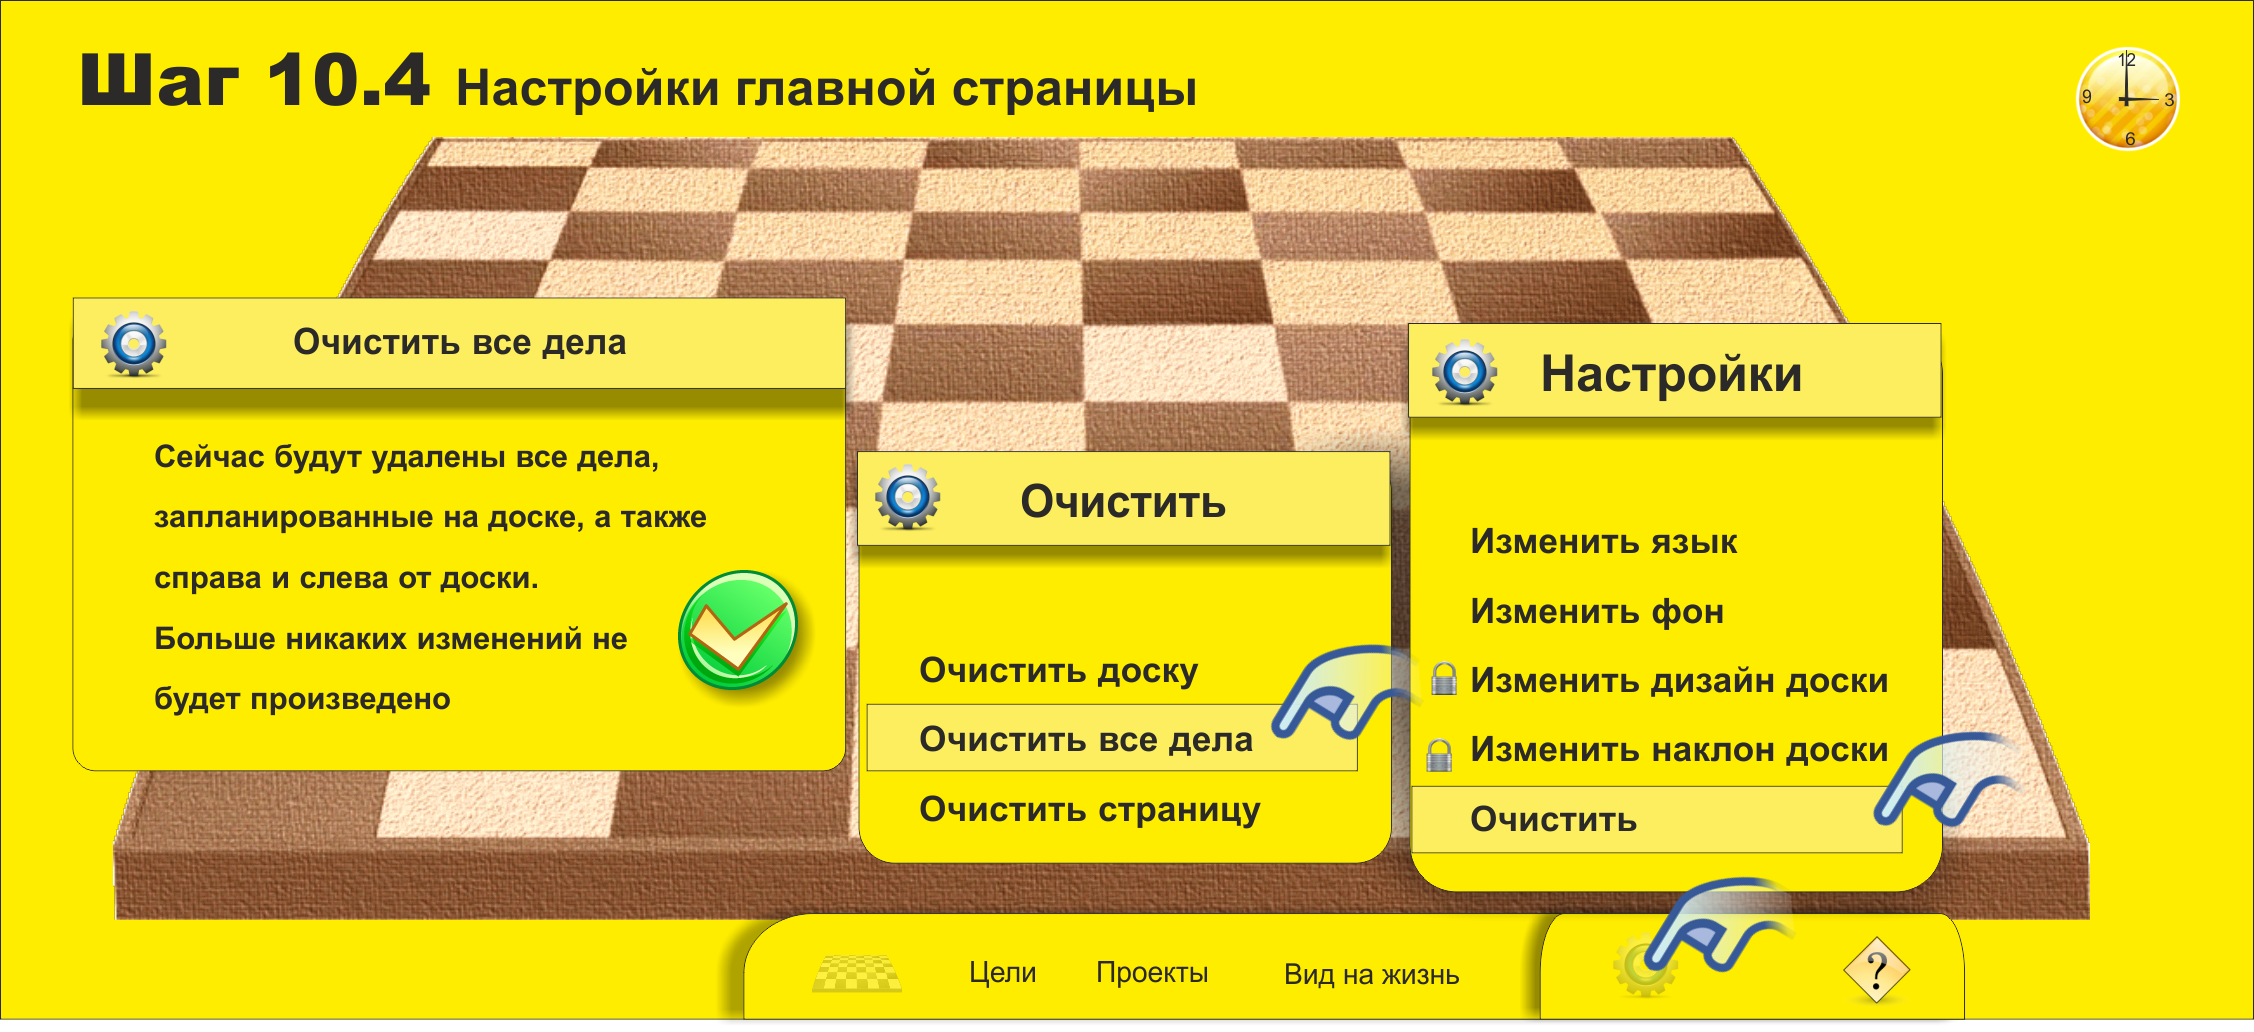 Шаг 10.4 Настройки главной страницы
12
9
3
6
Очистить все дела
Сейчас будут удалены все дела,
запланированные на доске, а также
справа и слева от доски.
Больше никаких изменений не
будет произведено
Очистить
Очистить доску
Очистить все дела
Очистить страницу
Настройки
Изменить язык
Изменить фон
Изменить дизайн доски
Изменить наклон доски
Очистить
Цели
Проекты
Вид на жизнь
?